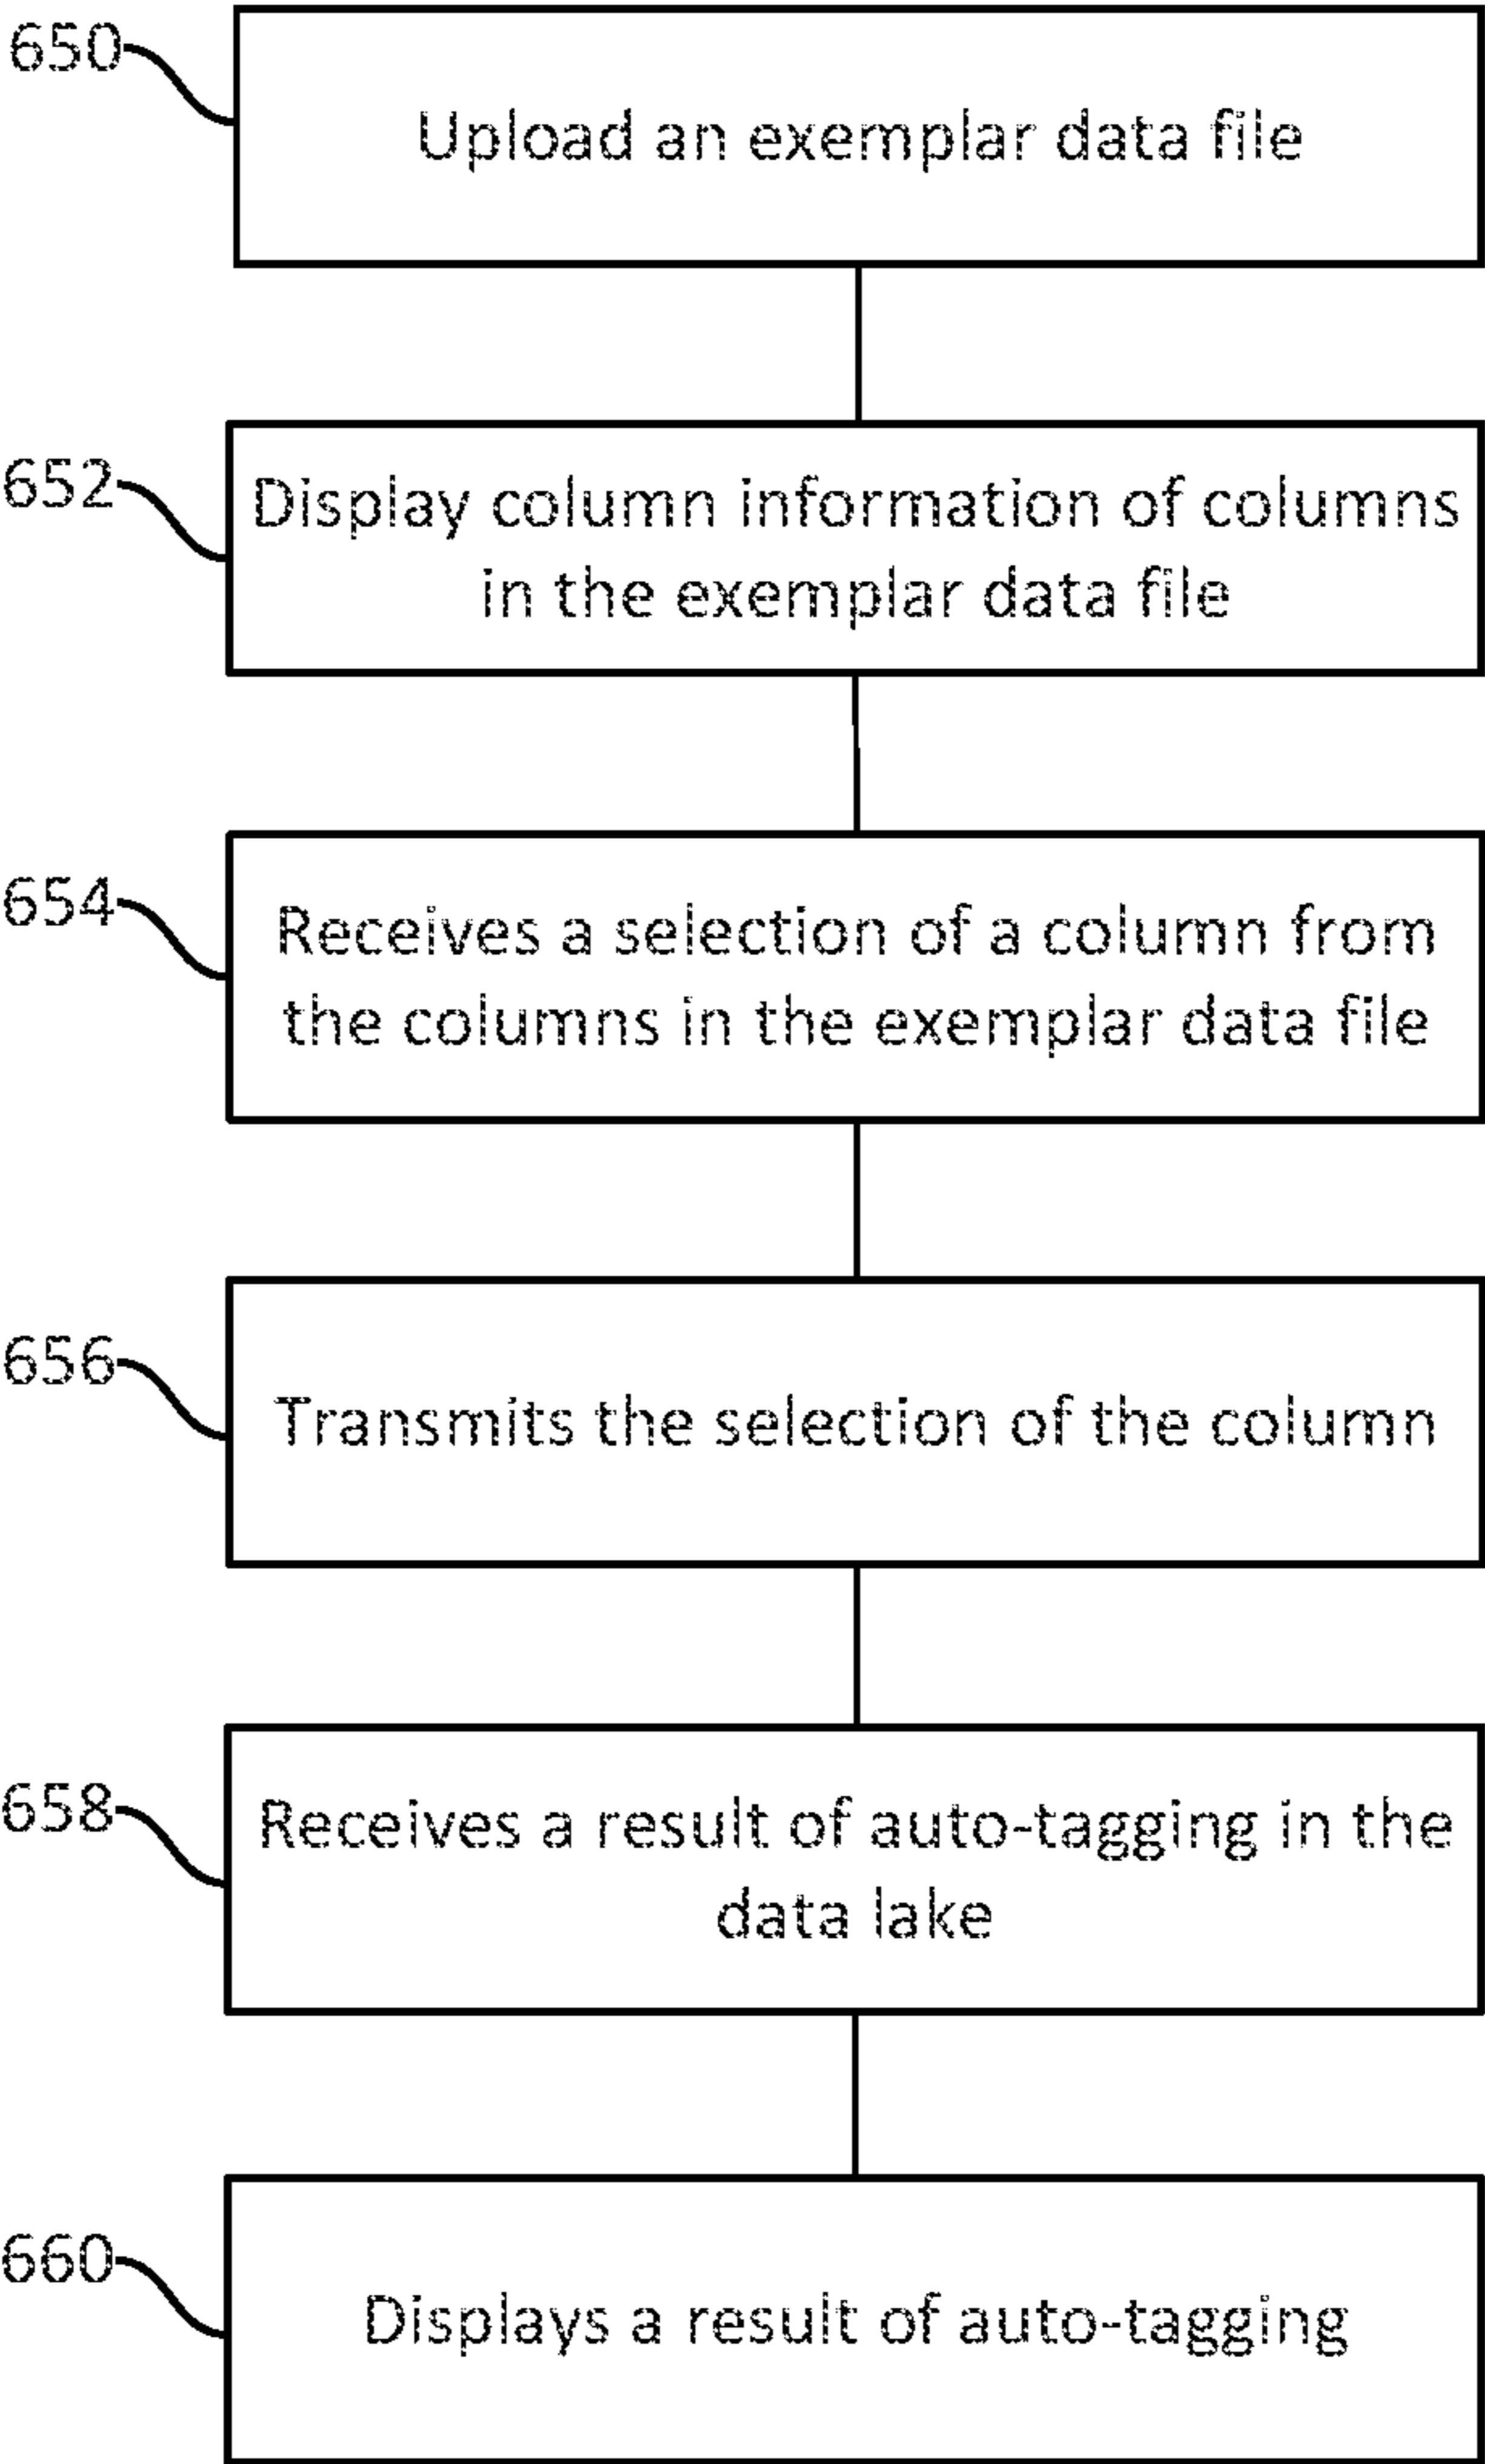 650
Upload an exemplar data file
652
Display column information of columns
in the exemplar data file
654
Receives a selection of a column from
the columns in the exemplar data file
656
Transmits the selection of the column
658
Receives a result of auto-tagging in the
data lake
660
Displays a result of auto-tagging